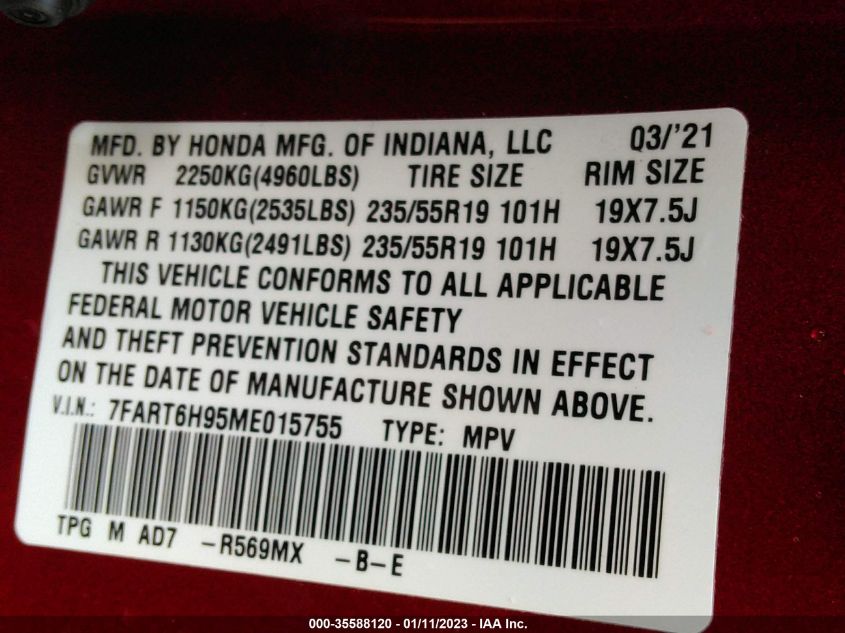 MFD. BY HONDA MFG. OF INDIANA, LLC 03/'21
GVWR 2250KG(4960LBS) TIRE SIZE RIM SIZE
GAWR F 1150KG(2535LBS) 235/55R19 101H 19X7.5J
GAWR R 1130KG(2491LBS) 235/55R19 101H 19X7.5J
THIS VEHICLE CONFORMS TO ALL APPLICABLE
FEDERAL MOTOR VEHICLE SAFETY
AND THEFT PREVENTION STANDARDS IN EFFECT
ON THE DATE OF MANUFACTURE SHOWN ABOVE.
V.I.N.: 7FART6H95ME015755 TYPE: MPV
TPG M AD7 -R569MX -B-E
000-35588120 - 01/11/2023 - IAA Inc.